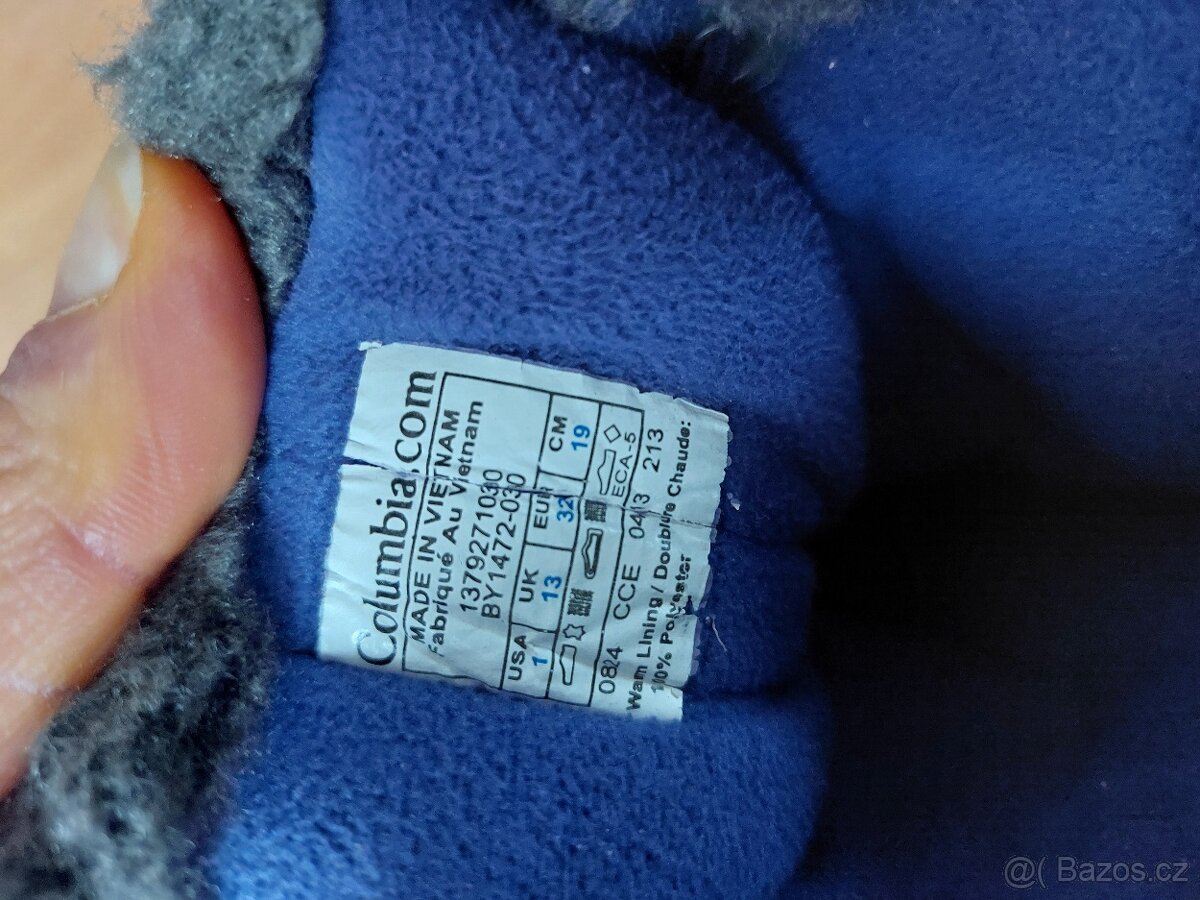 Columbia.com
MADE IN VIETNAM
Fabriqué Au Vietnam
1379271030
BY1472-030
USA UK EUR CM
1 13 32 19
ECA-5
0824 CCE 0413 213
Warm Lining / Doublure Chaude:
100% Polyester
@( Bazos.cz